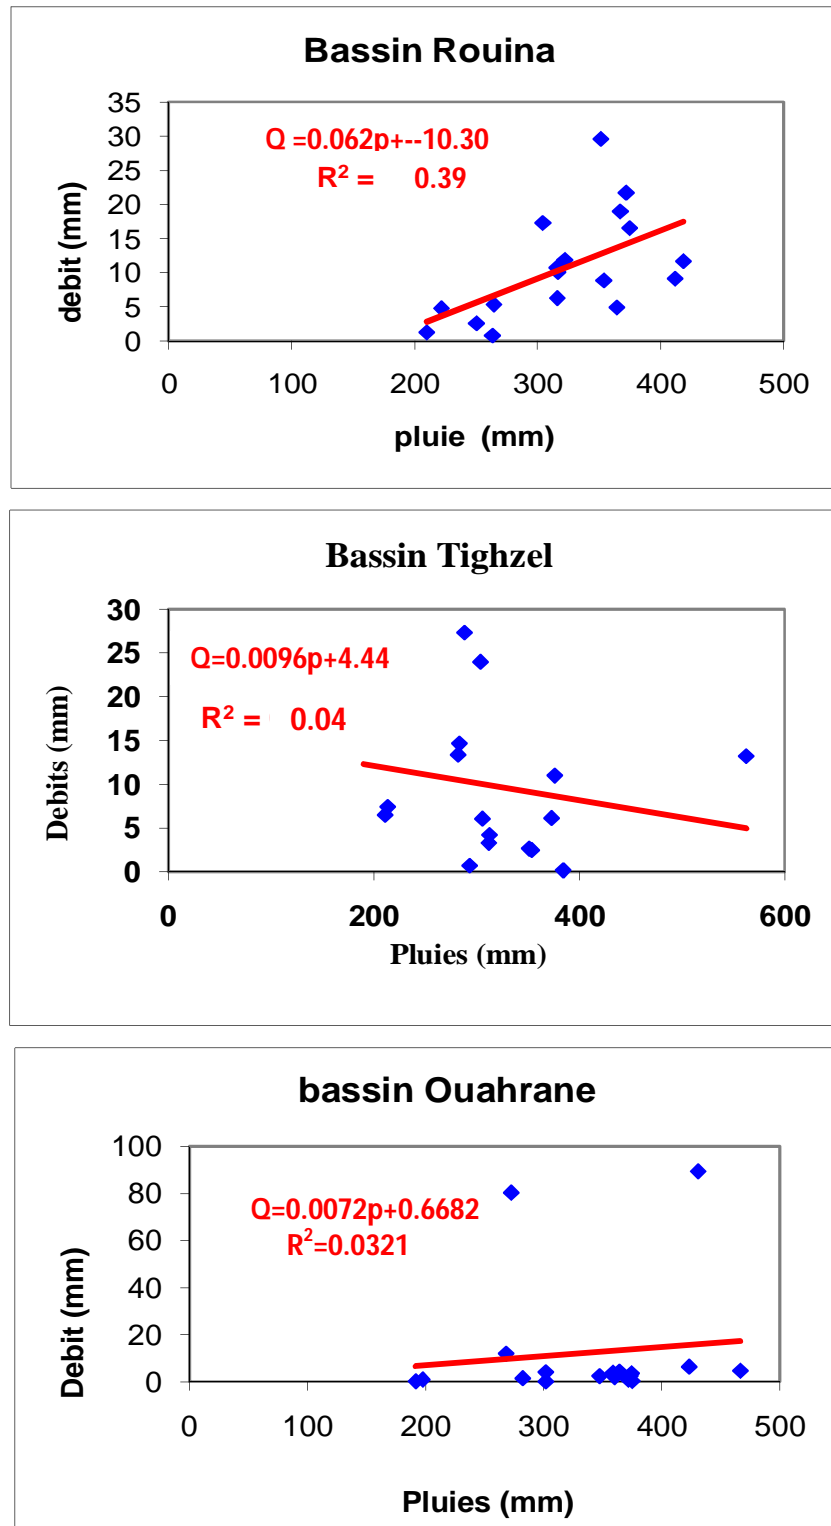 Bassin Rouina
35
30
25
20
15
10
5
0
Q =0.062p+--10.30
R² = 0.39
debit (mm)
0 100 200 300 400 500
pluie (mm)
Bassin Tighzel
30
25
20
15
10
5
0
Q=0.0096p+4.44
R² = 0.04
Debits (mm)
0 200 400 600
Pluies (mm)
bassin Ouahrane
100
80
60
40
20
0
Q=0.0072p+0.6682
R²=0.0321
Debit (mm)
0 100 200 300 400 500
Pluies (mm)